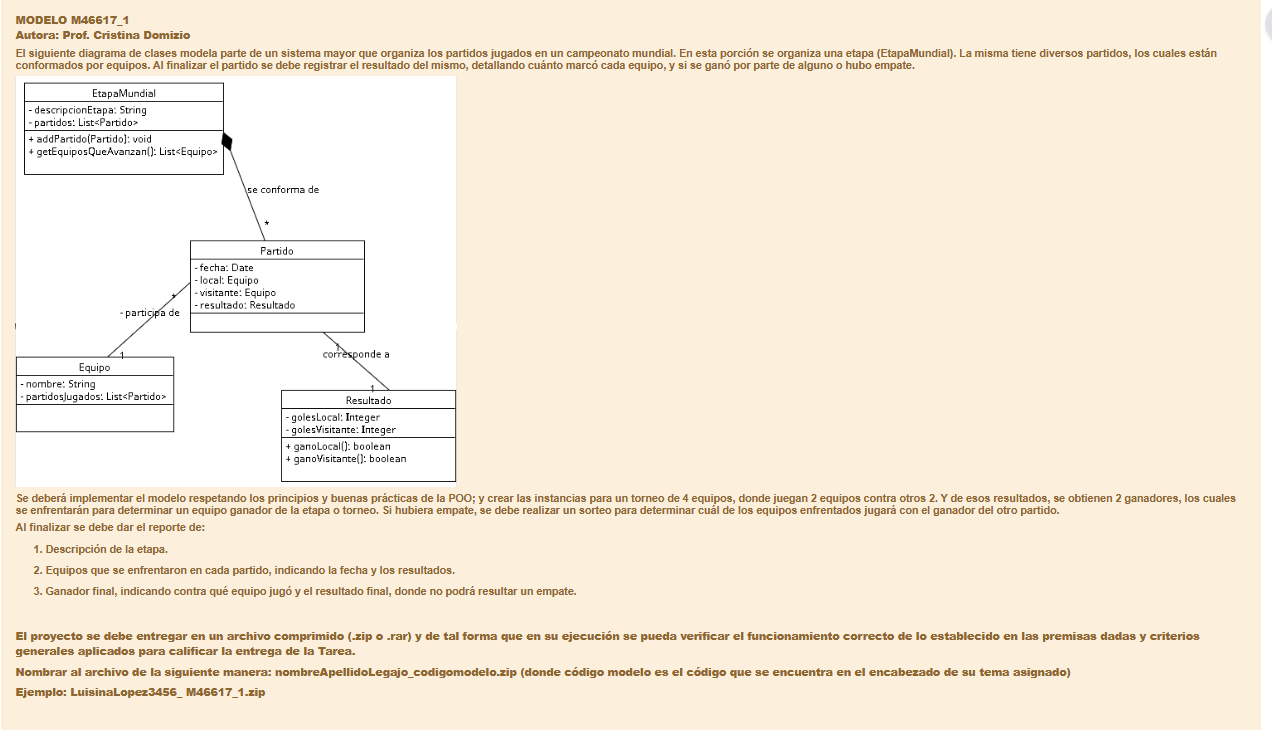 MODELO M46617_1
Autora: Prof. Cristina Domizio
El siguiente diagrama de clases modela parte de un sistema mayor que organiza los partidos jugados en un campeonato mundial. En esta porción se organiza una etapa (EtapaMundial). La misma tiene diversos partidos, los cuales están
conformados por equipos. Al finalizar el partido se debe registrar el resultado del mismo, detallando cuánto marcó cada equipo, y si se ganó por parte de alguno o hubo empate.
EtapaMundial
- descripcionEtapa: String
- partidos: List<Partido>
+ addPartido(Partido): void
+ getEquiposQueAvanzan(): List<Equipo>
se conforma de
*
Partido
- fecha: Date
- local: Equipo
- visitante: Equipo
- resultado: Resultado
*
- participa de
1
1
corresponde a
1
Equipo
- nombre: String
- partidosJugados: List<Partido>
Resultado
- golesLocal: Integer
- golesVisitante: Integer
+ ganoLocal(): boolean
+ ganoVisitante(): boolean
Se deberá implementar el modelo respetando los principios y buenas prácticas de la POO; y crear las instancias para un torneo de 4 equipos, donde juegan 2 equipos contra otros 2. Y de esos resultados, se obtienen 2 ganadores, los cuales
se enfrentarán para determinar un equipo ganador de la etapa o torneo. Si hubiera empate, se debe realizar un sorteo para determinar cuál de los equipos enfrentados jugará con el ganador del otro partido.
Al finalizar se debe dar el reporte de:
1. Descripción de la etapa.
2. Equipos que se enfrentaron en cada partido, indicando la fecha y los resultados.
3. Ganador final, indicando contra qué equipo jugó y el resultado final, donde no podrá resultar un empate.
El proyecto se debe entregar en un archivo comprimido (.zip o .rar) y de tal forma que en su ejecución se pueda verificar el funcionamiento correcto de lo establecido en las premisas dadas y criterios
generales aplicados para calificar la entrega de la Tarea.
Nombrar al archivo de la siguiente manera: nombreApellidoLegajo_codigomodelo.zip (donde código modelo es el código que se encuentra en el encabezado de su tema asignado)
Ejemplo: LuisinaLopez3456_ M46617_1.zip